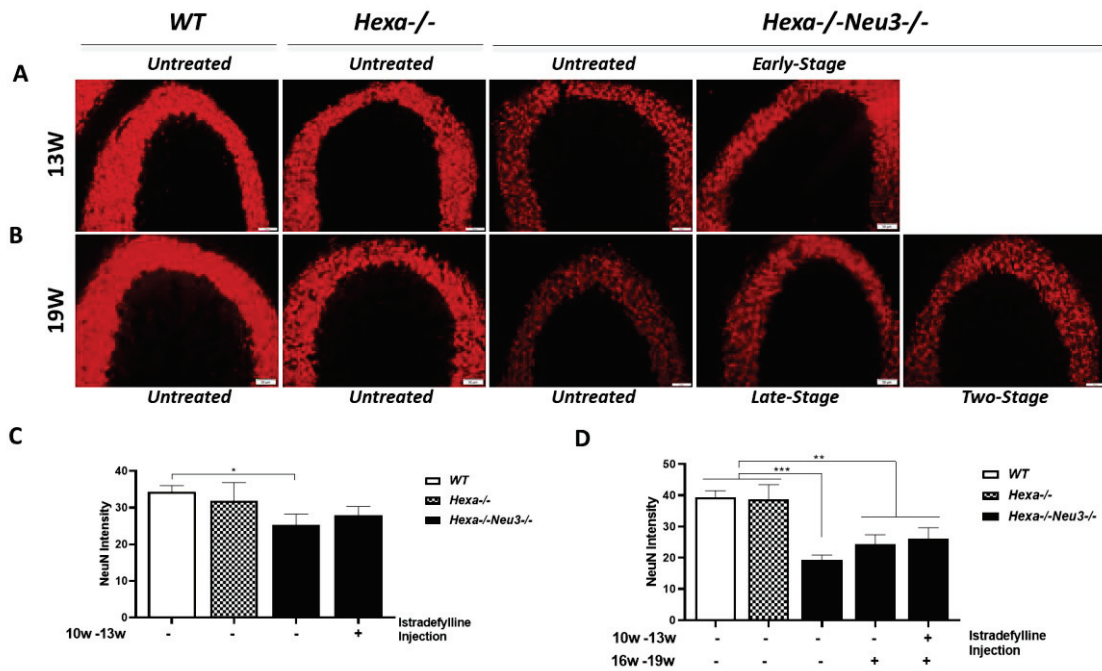 WT Hexa-/- Hexa-/-Neu3-/-
A Untreated Untreated Untreated Early-Stage
13W
B
19W
Untreated Untreated Untreated Late-Stage Two-Stage
C
40
30
20
10
0
NeuN Intensity
*
WT
Hexa-/-
Hexa-/-Neu3-/-
10w -13w - - - + Istradefylline
Injection
D
50
40
30
20
10
0
NeuN Intensity
***
**
WT
Hexa-/-
Hexa-/-Neu3-/-
10w -13w - - - - + Istradefylline
16w -19w - - - + + Injection